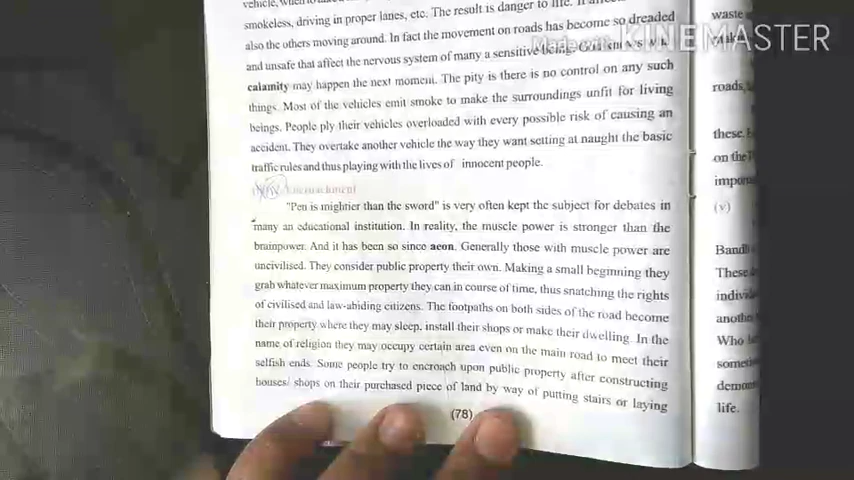 smokeless, driving in proper lanes, etc. The result is danger to life. It
also the others moving around. In fact the movement on roads has become so dreaded
and unsafe that affect the nervous system of many a sensitive being.
calamity may happen the next moment. The pity is there is no control on any such
things. Most of the vehicles emit smoke to make the surroundings unfit for living
beings. People ply their vehicles overloaded with every possible risk of causing an
accident. They overtake another vehicle the way they want setting at naught the basic
traffic rules and thus playing with the lives of innocent people.
Encroachment
"Pen is mightier than the sword" is very often kept the subject for debates in
many an educational institution. In reality, the muscle power is stronger than the
brainpower. And it has been so since aeon. Generally those with muscle power are
uncivilised. They consider public property their own. Making a small beginning they
grab whatever maximum property they can in course of time, thus snatching the rights
of civilised and law-abiding citizens. The footpaths on both sides of the road become
their property where they may sleep, install their shops or make their dwelling. In the
name of religion they may occupy certain area even on the main road to meet their
selfish ends. Some people try to encroach upon public property after constructing
houses/ shops on their purchased piece of land by way of putting stairs or laying
(78)
waste
roads,
these.
on the
(v)
These
life.
Made with KINEMASTER